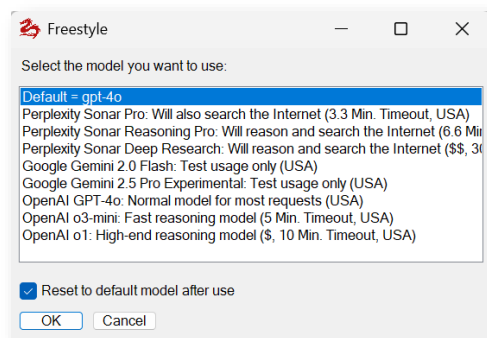 Freestyle
Select the model you want to use:
Default = gpt-4o
Perplexity Sonar Pro: Will also search the Internet (3.3 Min. Timeout, USA)
Perplexity Sonar Reasoning Pro: Will reason and search the Internet (6.6 Mi
Perplexity Sonar Deep Research: Will reason and search the Internet ($$, 3
Google Gemini 2.0 Flash: Test usage only (USA)
Google Gemini 2.5 Pro Experimental: Test usage only (USA)
OpenAI GPT-4o: Normal model for most requests (USA)
OpenAI o3-mini: Fast reasoning model (5 Min. Timeout, USA)
OpenAI o1: High-end reasoning model ($, 10 Min. Timeout, USA)
Reset to default model after use
OK Cancel